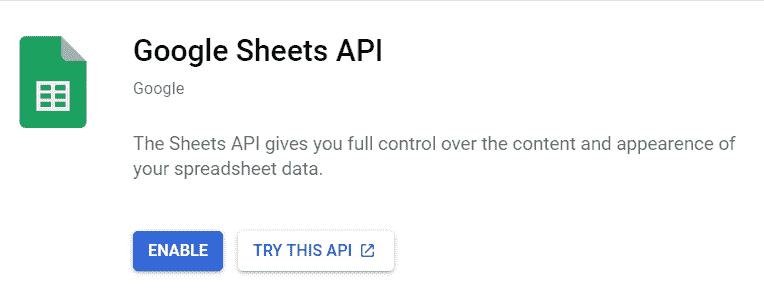 Google Sheets API
Google
The Sheets API gives you full control over the content and appearence of
your spreadsheet data.
ENABLE
TRY THIS API